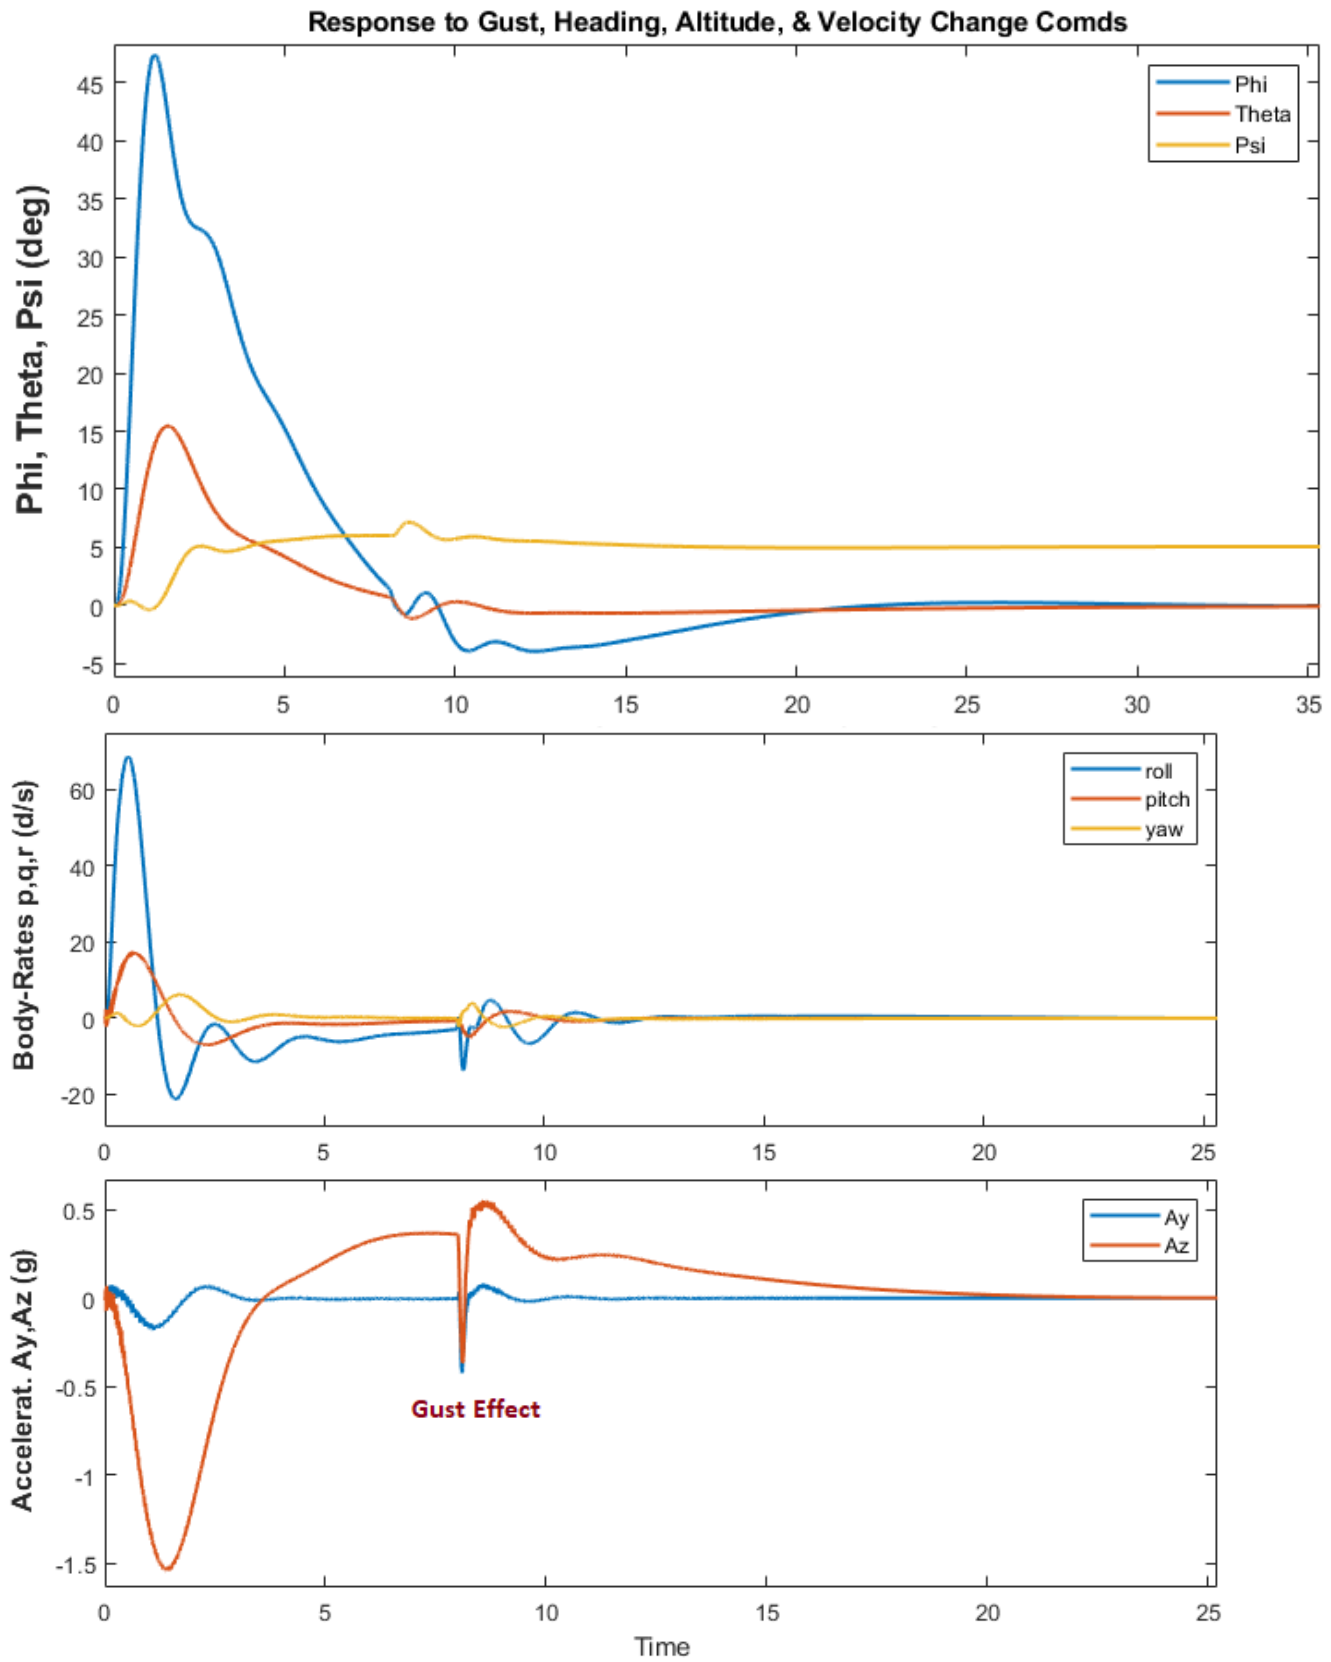 Response to Gust, Heading, Altitude, & Velocity Change Comds
Phi, Theta, Psi (deg)
45
40
35
30
25
20
15
10
5
0
-5
Phi
Theta
Psi
0 5 10 15 20 25 30 35
Body-Rates p,q,r (d/s)
60
40
20
0
-20
roll
pitch
yaw
0 5 10 15 20 25
Accelerat. Ay,Az (g)
0.5
0
-0.5
-1
-1.5
Ay
Az
Gust Effect
0 5 10 15 20 25
Time